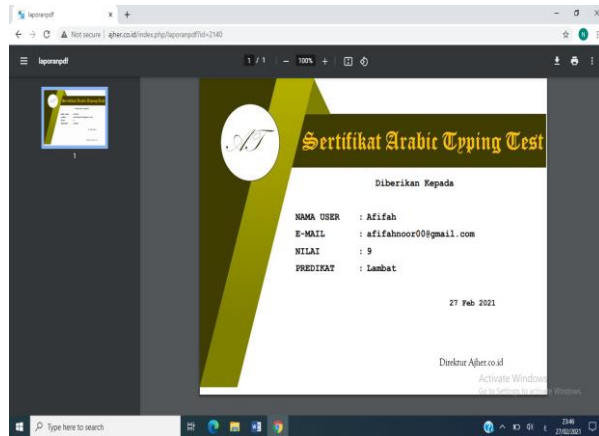 laporanpdf
Not secure | ajher.co.id/index.php/laporanpdf?id=2140
laporanpdf
1 / 1
100%
1
AT
Sertifikat Arabic Typing Test
Diberikan Kepada
NAMA USER : Afifah
E-MAIL : afifahnoor00@gmail.com
NILAI : 9
PREDIKAT : Lambat
27 Feb 2021
Direktur Ajher.co.id
Activate Windows
Go to Settings to activate Windows.
Type here to search
23:46
27/02/2021